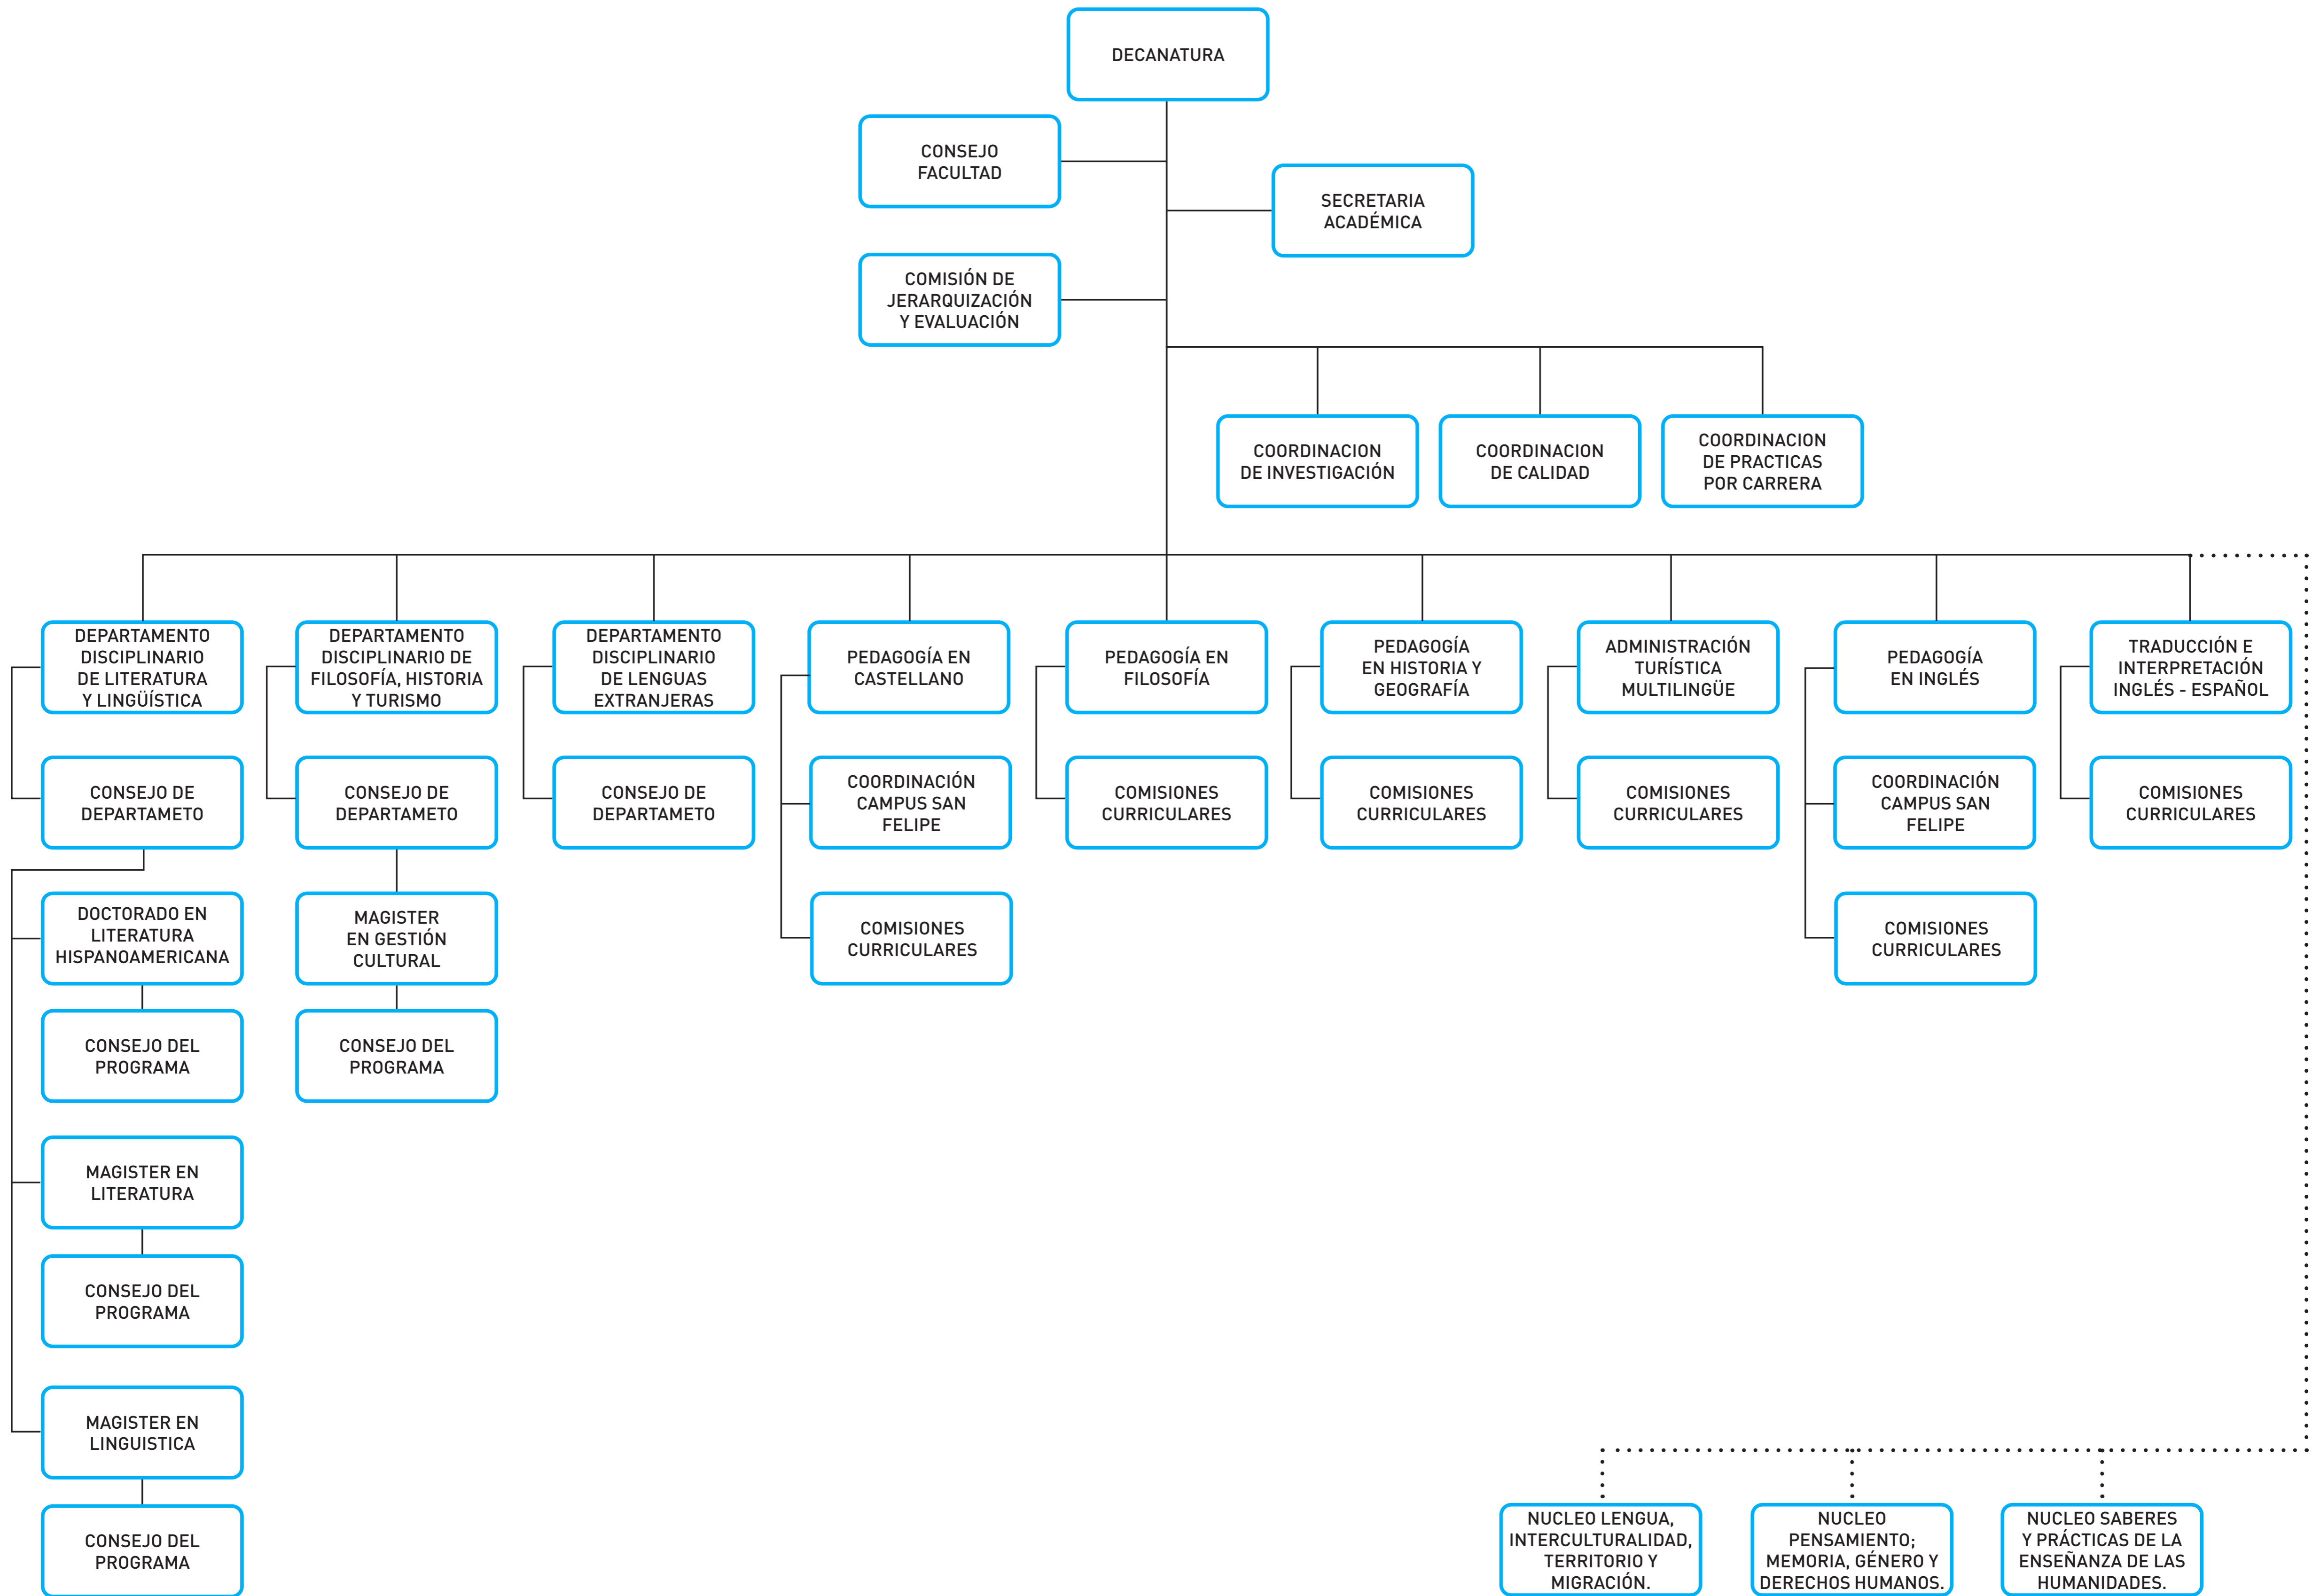 DECANATURA
CONSEJO
FACULTAD
SECRETARIA
ACADÉMICA
COMISIÓN DE
JERARQUIZACIÓN
Y EVALUACIÓN
COORDINACION
DE INVESTIGACIÓN
COORDINACION
DE CALIDAD
COORDINACION
DE PRACTICAS
POR CARRERA
DEPARTAMENTO
DISCIPLINARIO
DE LITERATURA
Y LINGÜÍSTICA
DEPARTAMENTO
DISCIPLINARIO DE
FILOSOFÍA, HISTORIA
Y TURISMO
DEPARTAMENTO
DISCIPLINARIO
DE LENGUAS
EXTRANJERAS
PEDAGOGÍA EN
CASTELLANO
PEDAGOGÍA EN
FILOSOFÍA
PEDAGOGÍA
EN HISTORIA Y
GEOGRAFÍA
ADMINISTRACIÓN
TURÍSTICA
MULTILINGÜE
PEDAGOGÍA
EN INGLÉS
TRADUCCIÓN E
INTERPRETACIÓN
INGLÉS - ESPAÑOL
CONSEJO DE
DEPARTAMETO
CONSEJO DE
DEPARTAMETO
CONSEJO DE
DEPARTAMETO
COORDINACIÓN
CAMPUS SAN
FELIPE
COMISIONES
CURRICULARES
COMISIONES
CURRICULARES
COMISIONES
CURRICULARES
COORDINACIÓN
CAMPUS SAN
FELIPE
COMISIONES
CURRICULARES
DOCTORADO EN
LITERATURA
HISPANOAMERICANA
MAGISTER
EN GESTIÓN
CULTURAL
COMISIONES
CURRICULARES
COMISIONES
CURRICULARES
CONSEJO DEL
PROGRAMA
CONSEJO DEL
PROGRAMA
MAGISTER EN
LITERATURA
CONSEJO DEL
PROGRAMA
MAGISTER EN
LINGUISTICA
CONSEJO DEL
PROGRAMA
NUCLEO LENGUA,
INTERCULTURALIDAD,
TERRITORIO Y
MIGRACIÓN.
NUCLEO
PENSAMIENTO;
MEMORIA, GÉNERO Y
DERECHOS HUMANOS.
NUCLEO SABERES
Y PRÁCTICAS DE LA
ENSEÑANZA DE LAS
HUMANIDADES.